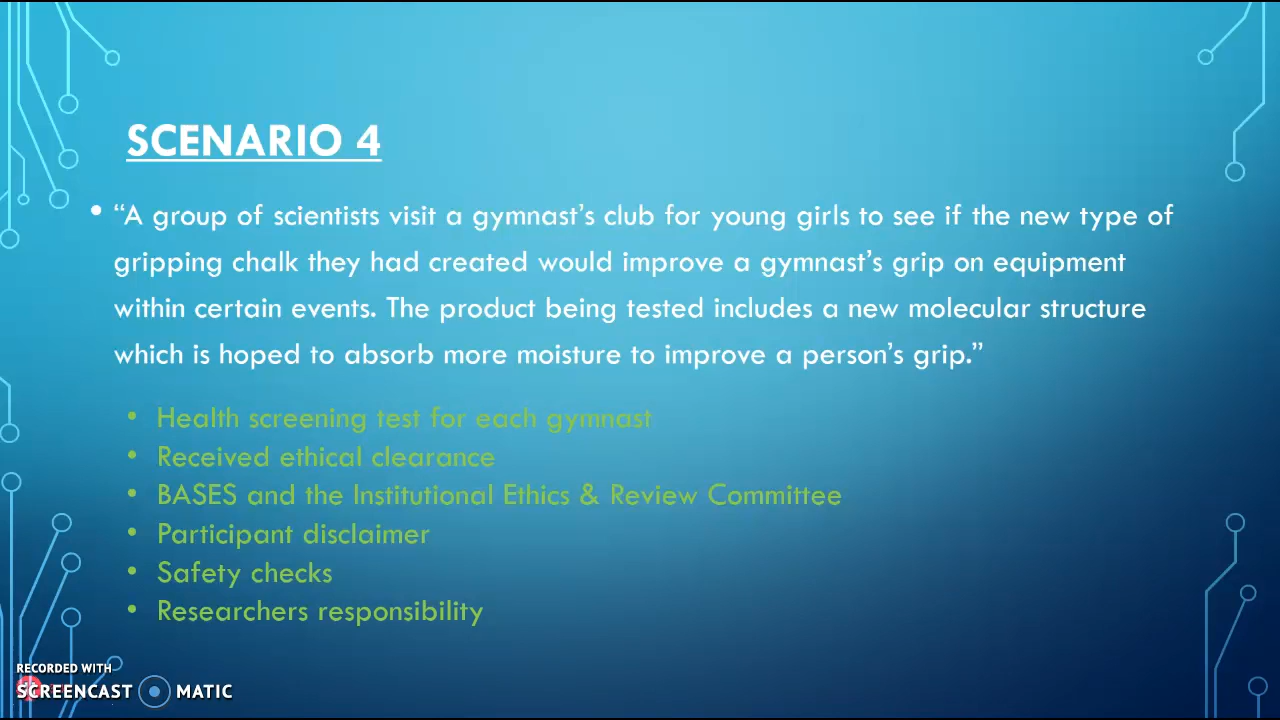 SCENARIO 4
• “A group of scientists visit a gymnast’s club for young girls to see if the new type of
gripping chalk they had created would improve a gymnast’s grip on equipment
within certain events. The product being tested includes a new molecular structure
which is hoped to absorb more moisture to improve a person’s grip.”
• Health screening test for each gymnast
• Received ethical clearance
• BASES and the Institutional Ethics & Review Committee
• Participant disclaimer
• Safety checks
• Researchers responsibility
RECORDED WITH
SCREENCAST MATIC